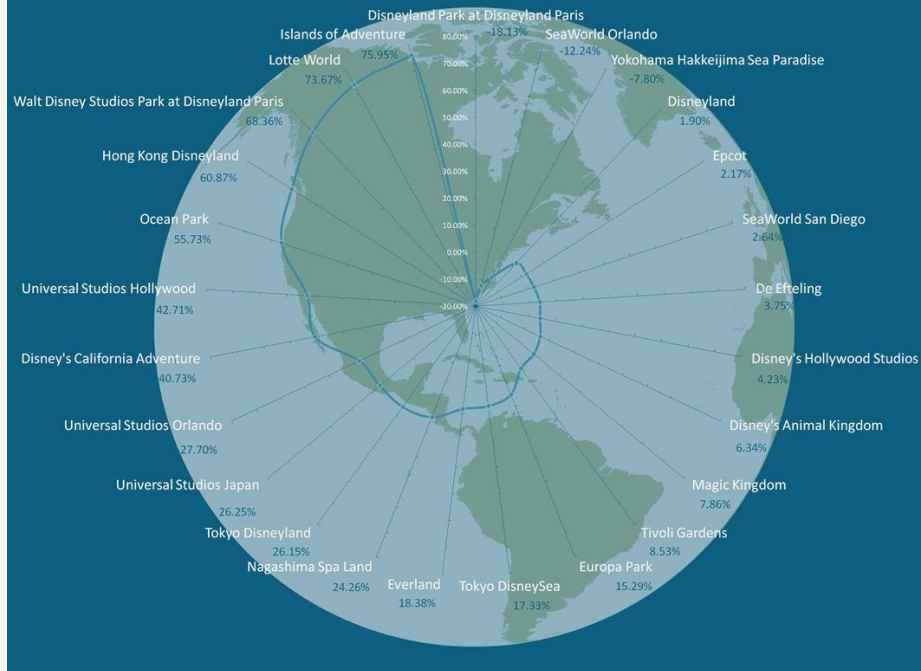 Disneyland Park at Disneyland Paris
-18.13%
SeaWorld Orlando
-12.24%
Yokohama Hakkeijima Sea Paradise
-7.80%
Disneyland
1.90%
Epcot
2.17%
SeaWorld San Diego
2.64%
De Efteling
3.75%
Disney's Hollywood Studios
4.23%
Disney's Animal Kingdom
6.34%
Magic Kingdom
7.86%
Tivoli Gardens
8.53%
Europa Park
15.29%
Tokyo DisneySea
17.33%
Everland
18.38%
Nagashima Spa Land
24.26%
Tokyo Disneyland
26.15%
Universal Studios Japan
26.25%
Universal Studios Orlando
27.70%
Disney's California Adventure
40.73%
Universal Studios Hollywood
42.71%
Ocean Park
55.73%
Hong Kong Disneyland
60.87%
Walt Disney Studios Park at Disneyland Paris
68.36%
Lotte World
73.67%
Islands of Adventure
75.95%
80.00%
70.00%
60.00%
50.00%
40.00%
30.00%
20.00%
10.00%
0.00%
-10.00%
-20.00%